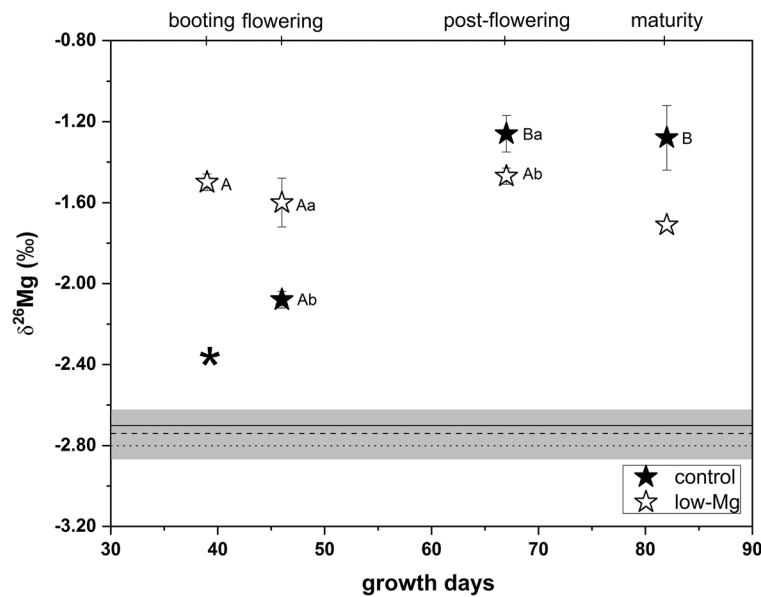 booting flowering post-flowering maturity
-0.80
-1.20
-1.60
-2.00
-2.40
-2.80
-3.20
δ²⁶Mg (‰)
A
Aa
Ab
*
Ba
Ab
B
control
low-Mg
30 40 50 60 70 80 90
growth days